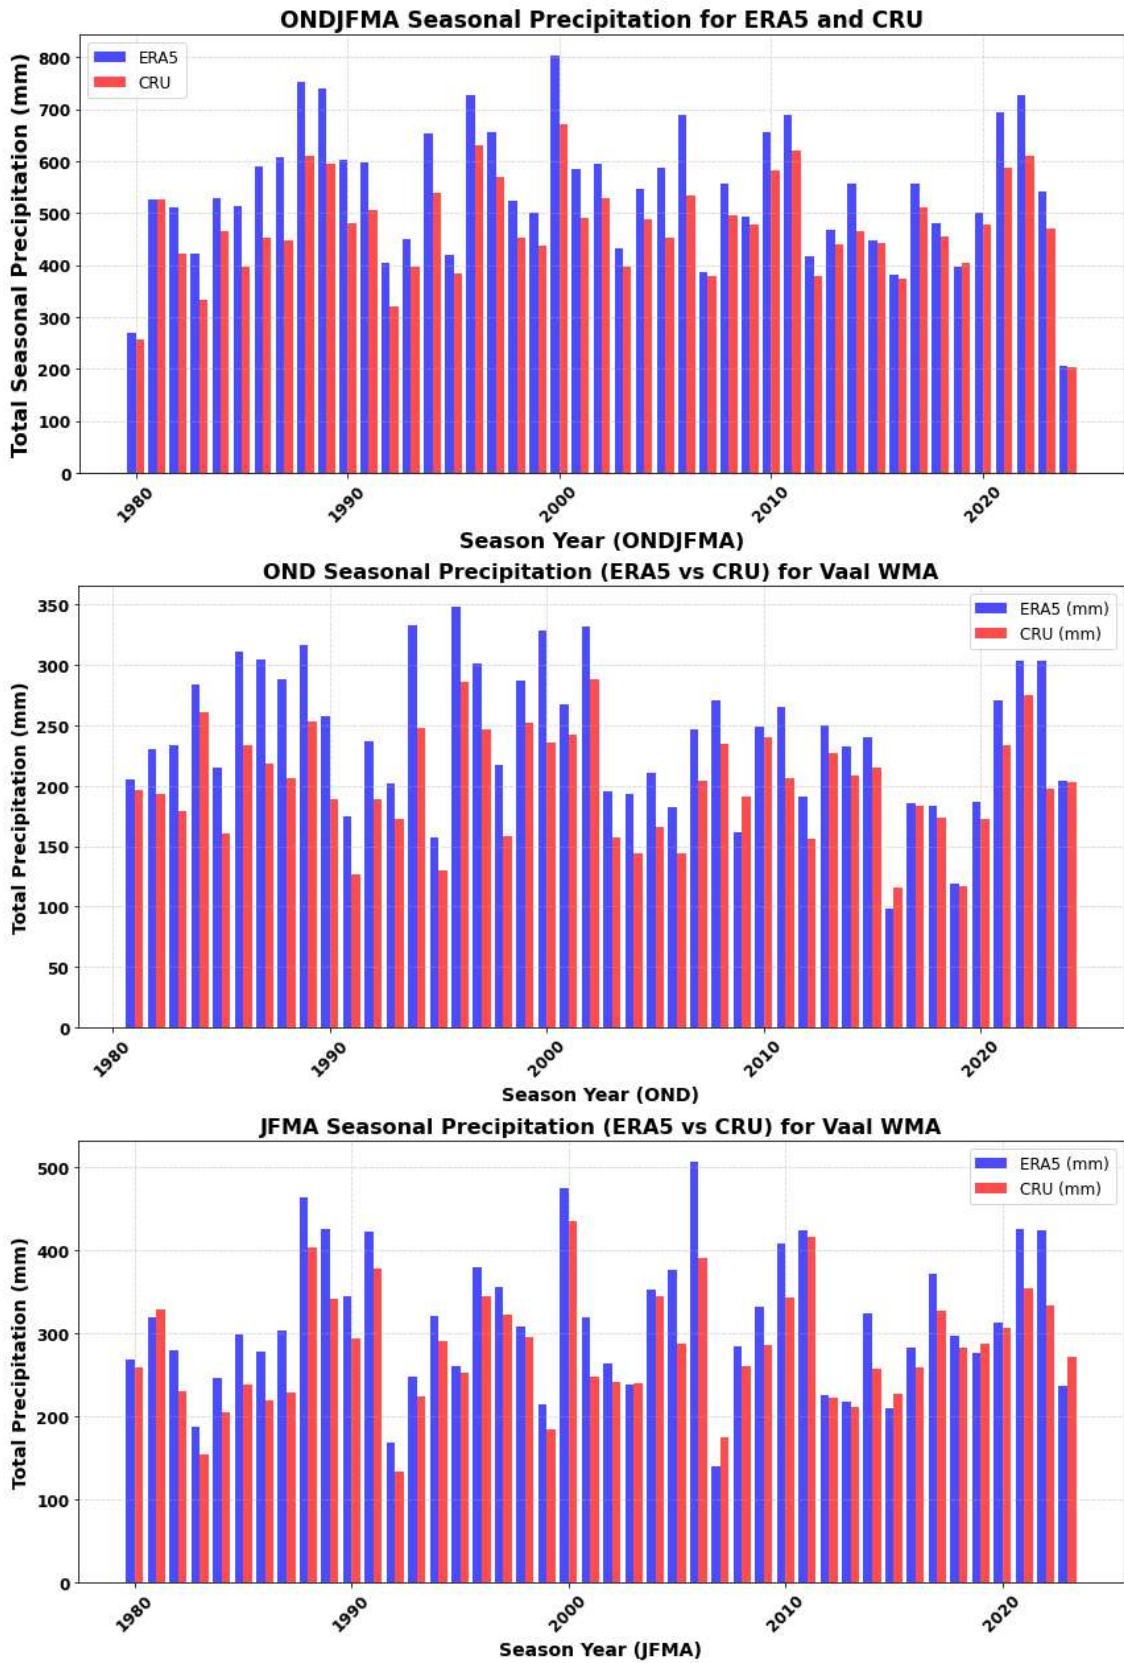 ONDJFMA Seasonal Precipitation for ERA5 and CRU
Total Seasonal Precipitation (mm)
ERA5
CRU
800
700
600
500
400
300
200
100
0
1980
1990
2000
2010
2020
Season Year (ONDJFMA)
OND Seasonal Precipitation (ERA5 vs CRU) for Vaal WMA
Total Precipitation (mm)
ERA5 (mm)
CRU (mm)
350
300
250
200
150
100
50
0
1980
1990
2000
2010
2020
Season Year (OND)
JFMA Seasonal Precipitation (ERA5 vs CRU) for Vaal WMA
Total Precipitation (mm)
ERA5 (mm)
CRU (mm)
500
400
300
200
100
0
1980
1990
2000
2010
2020
Season Year (JFMA)